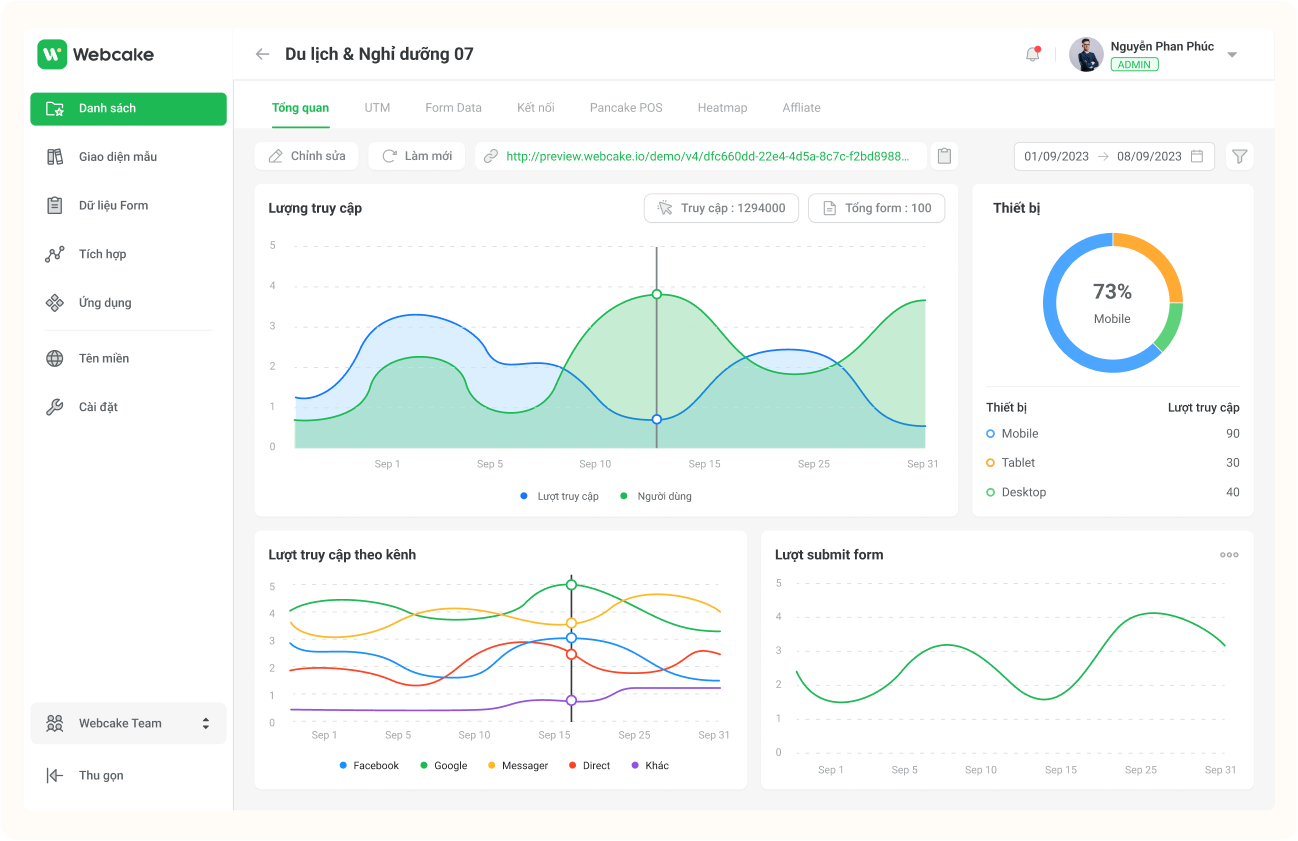 Webcake
Danh sách
Giao diện mẫu
Dữ liệu Form
Tích hợp
Ứng dụng
Tên miền
Cài đặt
Webcake Team
Thu gọn
Du lịch & Nghỉ dưỡng 07
Nguyễn Phan Phúc
ADMIN
Tổng quan UTM Form Data Kết nối Pancake POS Heatmap Affliate
Chỉnh sửa Làm mới http://preview.webcake.io/demo/v4/dfc660dd-22e4-4d5a-8c7c-f2bd8988... 01/09/2023 → 08/09/2023
Lượng truy cập Truy cập : 1294000 Tổng form : 100
5
4
3
2
1
0
Sep 1 Sep 5 Sep 10 Sep 15 Sep 25 Sep 31
Lượt truy cập Người dùng
Thiết bị
73%
Mobile
Thiết bị Lượt truy cập
Mobile 90
Tablet 30
Desktop 40
Lượt truy cập theo kênh
5
4
3
2
1
0
Sep 1 Sep 5 Sep 10 Sep 15 Sep 25 Sep 31
Facebook Google Messager Direct Khác
Lượt submit form
5
4
3
2
1
0
Sep 1 Sep 5 Sep 10 Sep 15 Sep 25 Sep 31